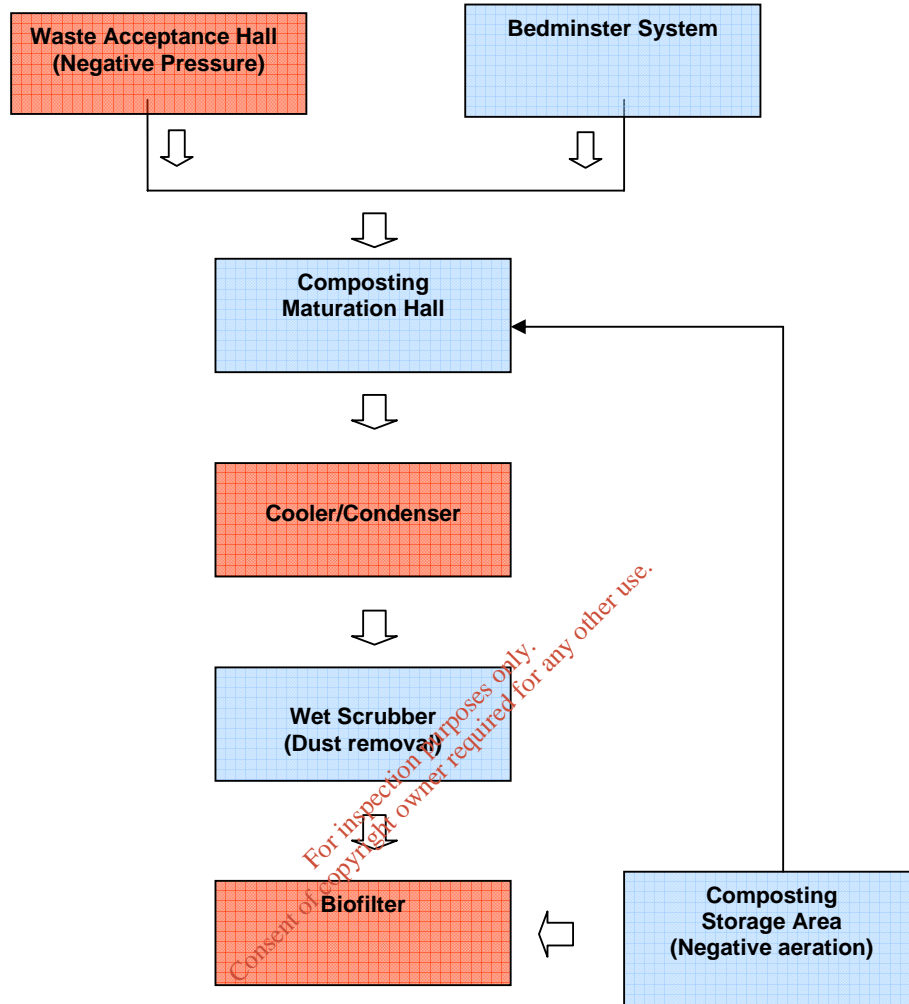 Waste Acceptance Hall
(Negative Pressure)
Bedminster System
Composting
Maturation Hall
Cooler/Condenser
Wet Scrubber
(Dust removal)
Biofilter
Composting
Storage Area
(Negative aeration)
For inspection purposes only.
Consent of copyright owner required for any other use.